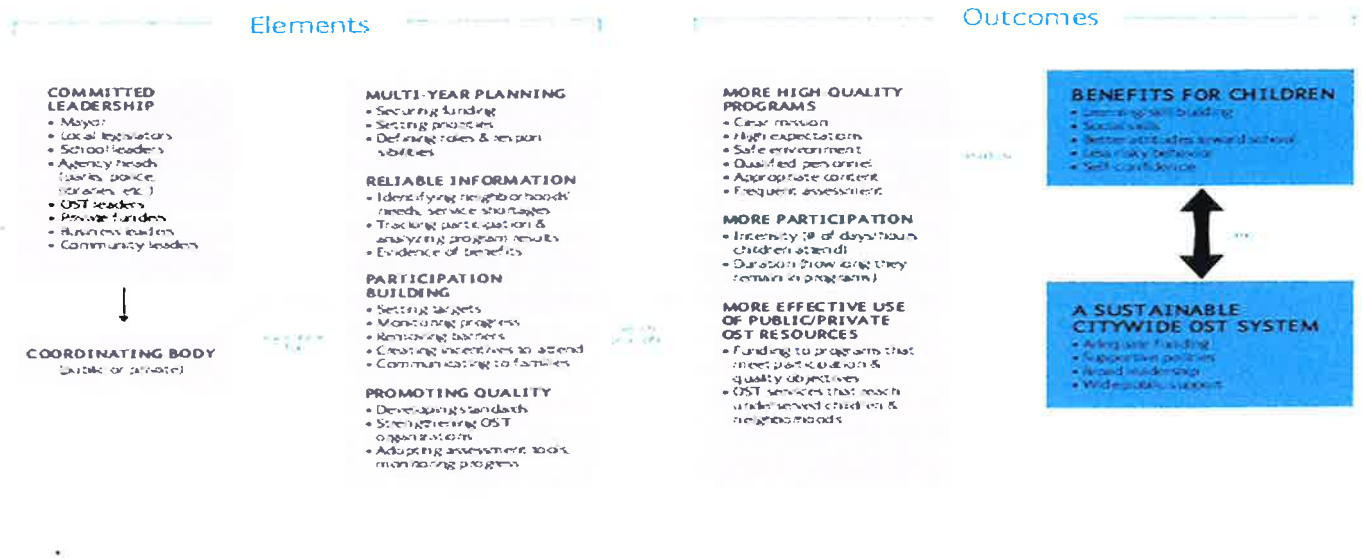 Elements
Outcomes
COMMITTED
LEADERSHIP
• Mayor
• Local legislators
• School leaders
• Agency heads
(parks, police,
libraries, etc.)
• OST leaders
• Private funders
• Business leaders
• Community leaders
COORDINATING BODY
(public or private)
MULTI-YEAR PLANNING
• Securing funding
• Setting priorities
• Defining roles & respon
sibilities
RELIABLE INFORMATION
• Identifying neighborhoods'
needs, service shortages
• Tracking participation &
analyzing program results
• Evidence of benefits
PARTICIPATION
BUILDING
• Setting targets
• Monitoring progress
• Removing barriers
• Creating incentives to attend
• Communicating to families
PROMOTING QUALITY
• Developing standards
• Strengthening OST
organizations
• Adopting assessment tools,
monitoring progress
MORE HIGH QUALITY
PROGRAMS
• Clear mission
• High expectations
• Safe environment
• Qualified personnel
• Appropriate content
• Frequent assessment
MORE PARTICIPATION
• Intensity (# of days/hours
children attend)
• Duration (how long they
remain in programs)
MORE EFFECTIVE USE
OF PUBLIC/PRIVATE
OST RESOURCES
• Funding to programs that
meet participation &
quality objectives
• OST services that reach
underserved children &
neighborhoods
BENEFITS FOR CHILDREN
• Learning/skill building
• Social skills
• Better attitudes toward school
• Less risky behavior
• Self-confidence
A SUSTAINABLE
CITYWIDE OST SYSTEM
• Adequate funding
• Supportive policies
• Broad leadership
• Wide public support